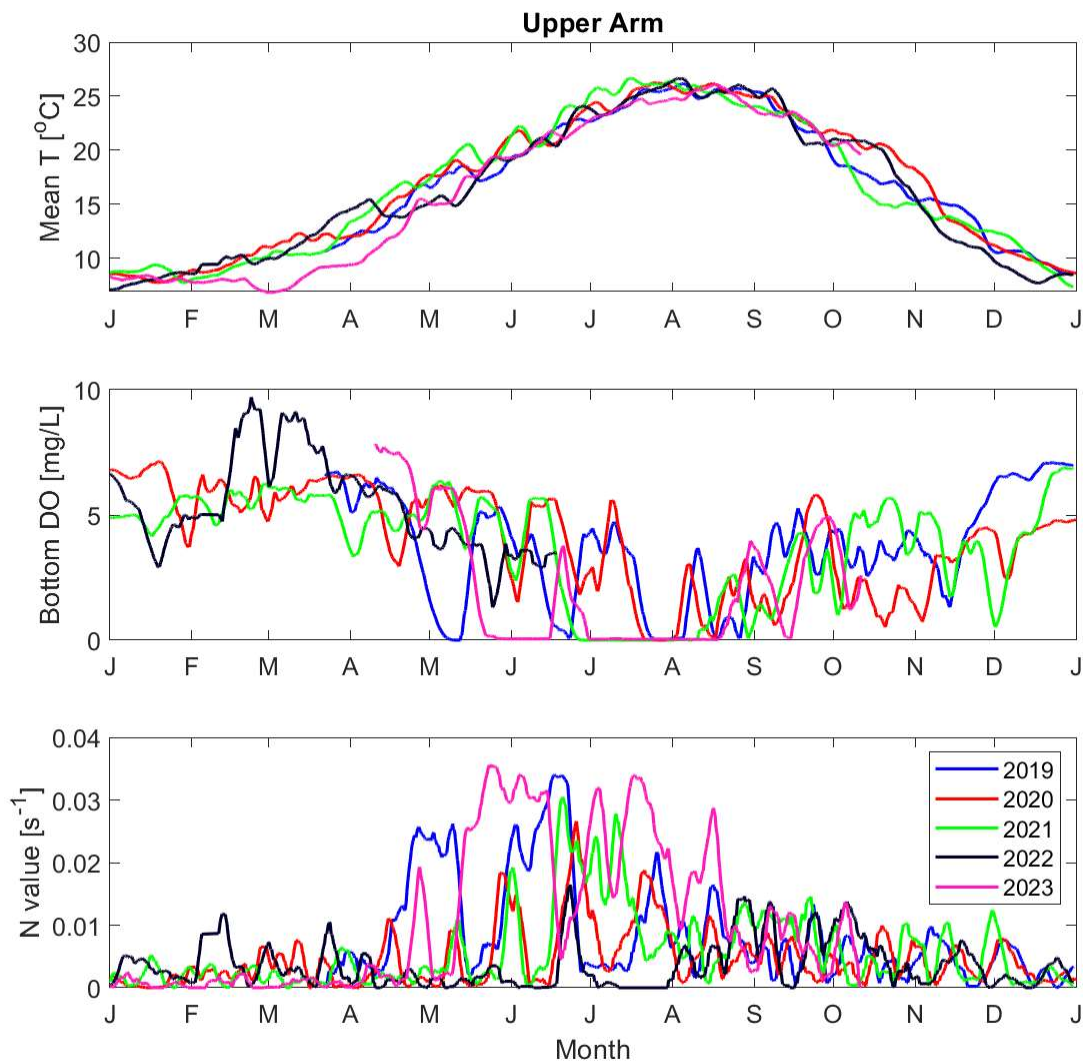 Upper Arm
Mean T [°C]
30
25
20
15
10
J F M A M J J A S O N D J
Bottom DO [mg/L]
10
5
0
J F M A M J J A S O N D J
N value [s⁻¹]
0.04
0.03
0.02
0.01
0
2019
2020
2021
2022
2023
J F M A M J J A S O N D J
Month